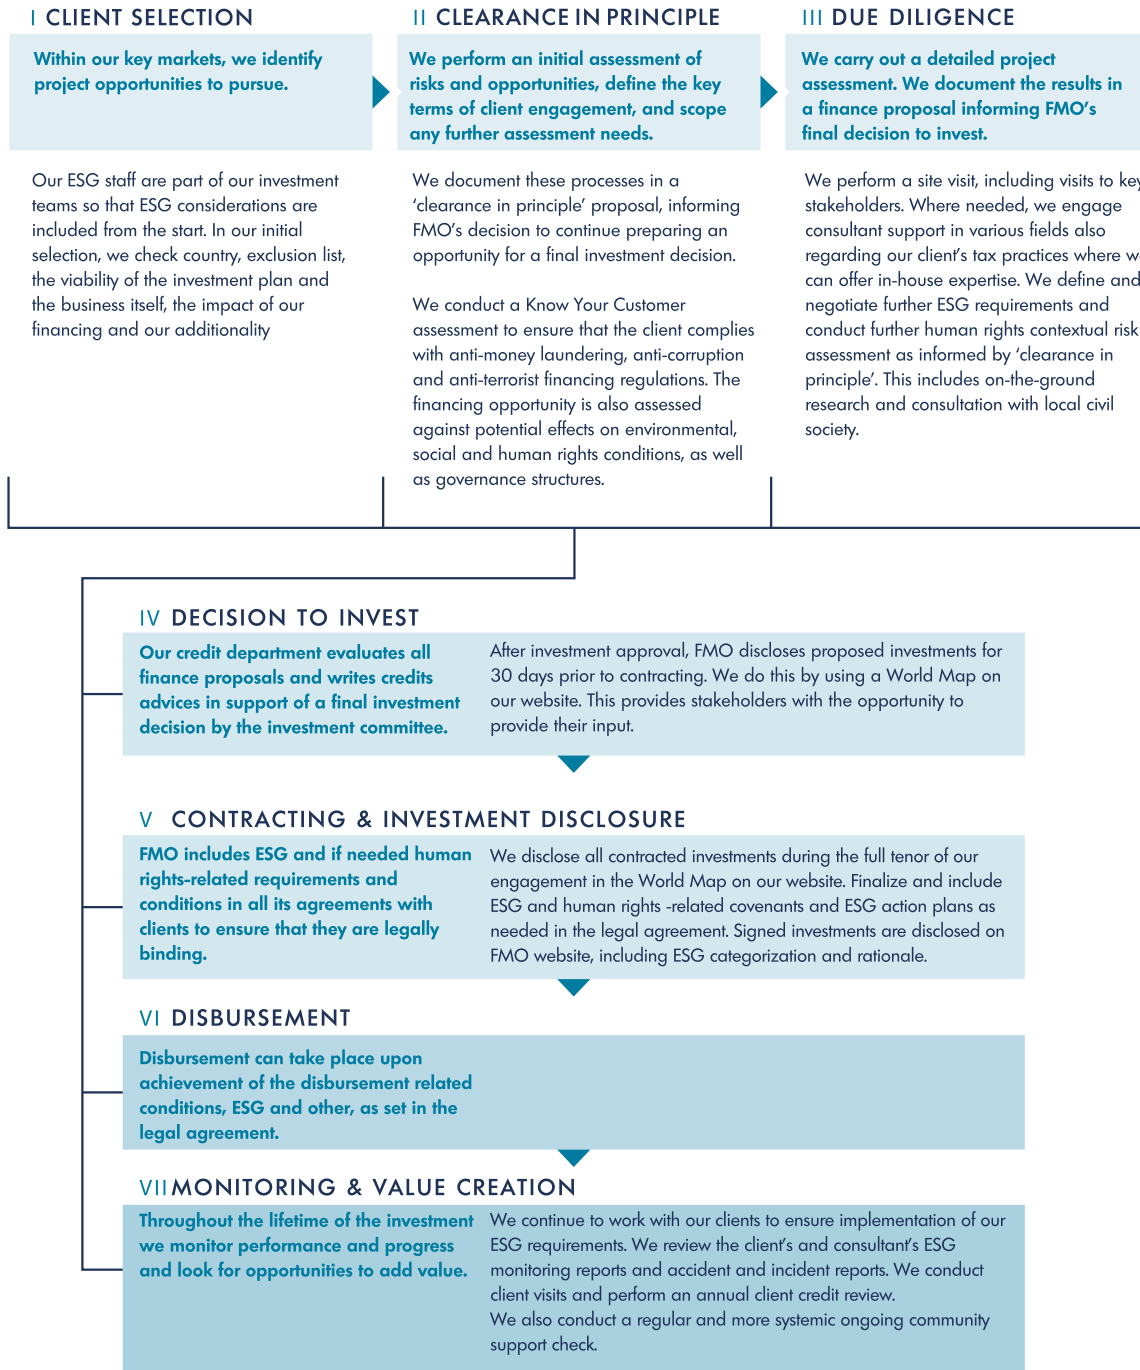 I CLIENT SELECTION
Within our key markets, we identify
project opportunities to pursue.
Our ESG staff are part of our investment
teams so that ESG considerations are
included from the start. In our initial
selection, we check country, exclusion list,
the viability of the investment plan and
the business itself, the impact of our
financing and our additionality
II CLEARANCE IN PRINCIPLE
We perform an initial assessment of
risks and opportunities, define the key
terms of client engagement, and scope
any further assessment needs.
We document these processes in a
‘clearance in principle’ proposal, informing
FMO’s decision to continue preparing an
opportunity for a final investment decision.
We conduct a Know Your Customer
assessment to ensure that the client complies
with anti-money laundering, anti-corruption
and anti-terrorist financing regulations. The
financing opportunity is also assessed
against potential effects on environmental,
social and human rights conditions, as well
as governance structures.
III DUE DILIGENCE
We carry out a detailed project
assessment. We document the results in
a finance proposal informing FMO’s
final decision to invest.
We perform a site visit, including visits to key
stakeholders. Where needed, we engage
consultant support in various fields also
regarding our client’s tax practices where we
can offer in-house expertise. We define and
negotiate further ESG requirements and
conduct further human rights contextual risk
assessment as informed by ‘clearance in
principle’. This includes on-the-ground
research and consultation with local civil
society.
IV DECISION TO INVEST
Our credit department evaluates all
finance proposals and writes credits
advices in support of a final investment
decision by the investment committee.
After investment approval, FMO discloses proposed investments for
30 days prior to contracting. We do this by using a World Map on
our website. This provides stakeholders with the opportunity to
provide their input.
V CONTRACTING & INVESTMENT DISCLOSURE
FMO includes ESG and if needed human
rights-related requirements and
conditions in all its agreements with
clients to ensure that they are legally
binding.
We disclose all contracted investments during the full tenor of our
engagement in the World Map on our website. Finalize and include
ESG and human rights -related covenants and ESG action plans as
needed in the legal agreement. Signed investments are disclosed on
FMO website, including ESG categorization and rationale.
VI DISBURSEMENT
Disbursement can take place upon
achievement of the disbursement related
conditions, ESG and other, as set in the
legal agreement.
VII MONITORING & VALUE CREATION
Throughout the lifetime of the investment
we monitor performance and progress
and look for opportunities to add value.
We continue to work with our clients to ensure implementation of our
ESG requirements. We review the client’s and consultant’s ESG
monitoring reports and accident and incident reports. We conduct
client visits and perform an annual client credit review.
We also conduct a regular and more systemic ongoing community
support check.